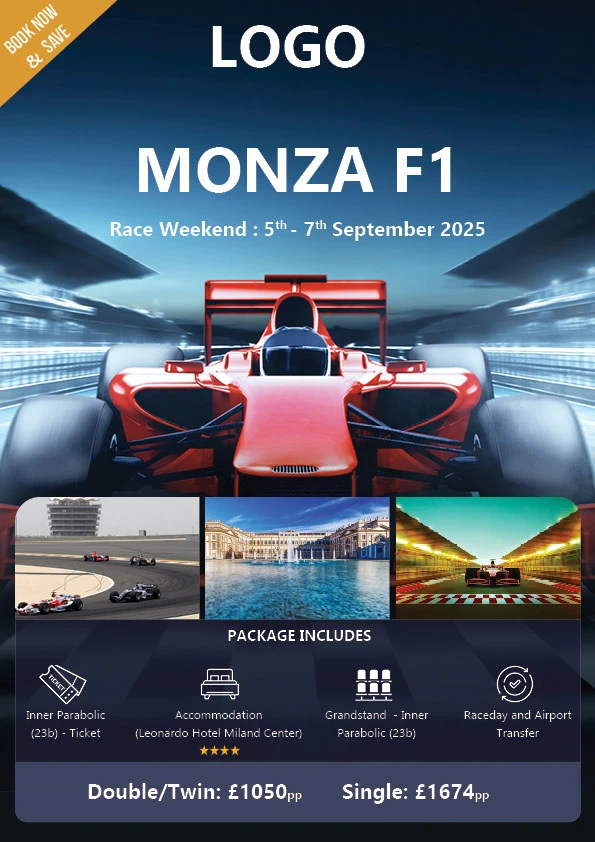 BOOK NOW
& SAVE
LOGO
MONZA F1
Race Weekend : 5th - 7th September 2025
PACKAGE INCLUDES
TICKET
Inner Parabolic
(23b) - Ticket
Accommodation
(Leonardo Hotel Miland Center)
Grandstand - Inner
Parabolic (23b)
Raceday and Airport
Transfer
Double/Twin: £1050pp
Single: £1674pp